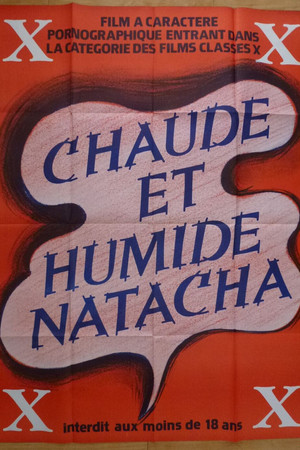 X FILM A CARACTERE X
PORNOGRAPHIQUE ENTRANT DANS
LA CATEGORIE DES FILMS CLASSES X
CHAUDE
ET
HUMIDE
NATACHA
X X
interdit aux moins de 18 ans